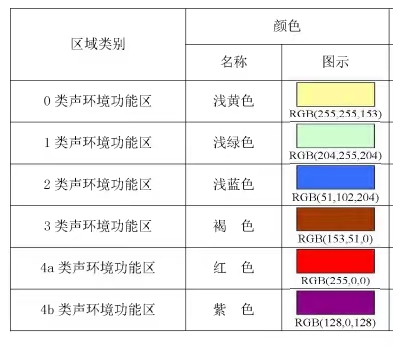 区域类别
颜色
名称 图示
0 类声环境功能区 浅黄色
RGB(255,255,153)
1 类声环境功能区 浅绿色
RGB(204,255,204)
2 类声环境功能区 浅蓝色
RGB(51,102,204)
3 类声环境功能区 褐 色
RGB(153,51,0)
4a 类声环境功能区 红 色
RGB(255,0,0)
4b 类声环境功能区 紫 色
RGB(128,0,128)